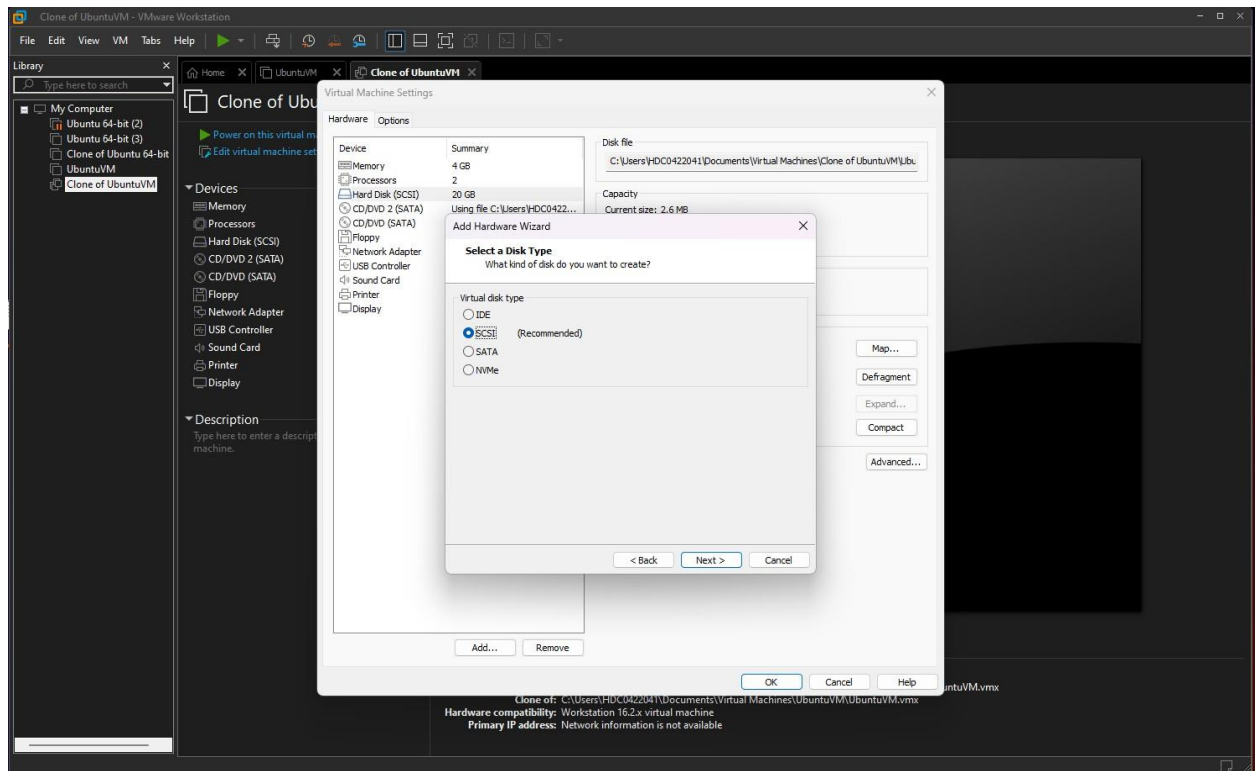 Clone of UbuntuVM - VMware Workstation
File Edit View VM Tabs Help
Library
Type here to search
My Computer
Ubuntu 64-bit (2)
Ubuntu 64-bit (3)
Clone of Ubuntu 64-bit
UbuntuVM
Clone of UbuntuVM
Home UbuntuVM Clone of UbuntuVM
Clone of Ubu
Power on this virtual m
Edit virtual machine set
Devices
Memory
Processors
Hard Disk (SCSI)
CD/DVD 2 (SATA)
CD/DVD (SATA)
Floppy
Network Adapter
USB Controller
Sound Card
Printer
Display
Description
Type here to enter a descript
machine.
Virtual Machine Settings
Hardware Options
Device Summary
Memory 4 GB
Processors 2
Hard Disk (SCSI) 20 GB
CD/DVD 2 (SATA) Using file C:\Users\HDC0422...
CD/DVD (SATA)
Floppy
Network Adapter
USB Controller
Sound Card
Printer
Display
Disk file
C:\Users\HDC0422041\Documents\Virtual Machines\Clone of UbuntuVM\Ubu
Capacity
Current size: 2.6 MB
Add Hardware Wizard
Select a Disk Type
What kind of disk do you want to create?
Virtual disk type
IDE
SCSI (Recommended)
SATA
NVMe
< Back Next > Cancel
Map...
Defragment
Expand...
Compact
Advanced...
Add... Remove
OK Cancel Help
untuVM.vmx
Clone of: C:\Users\HDC0422041\Documents\Virtual Machines\UbuntuVM\UbuntuVM.vmx
Hardware compatibility: Workstation 16.2.x virtual machine
Primary IP address: Network information is not available